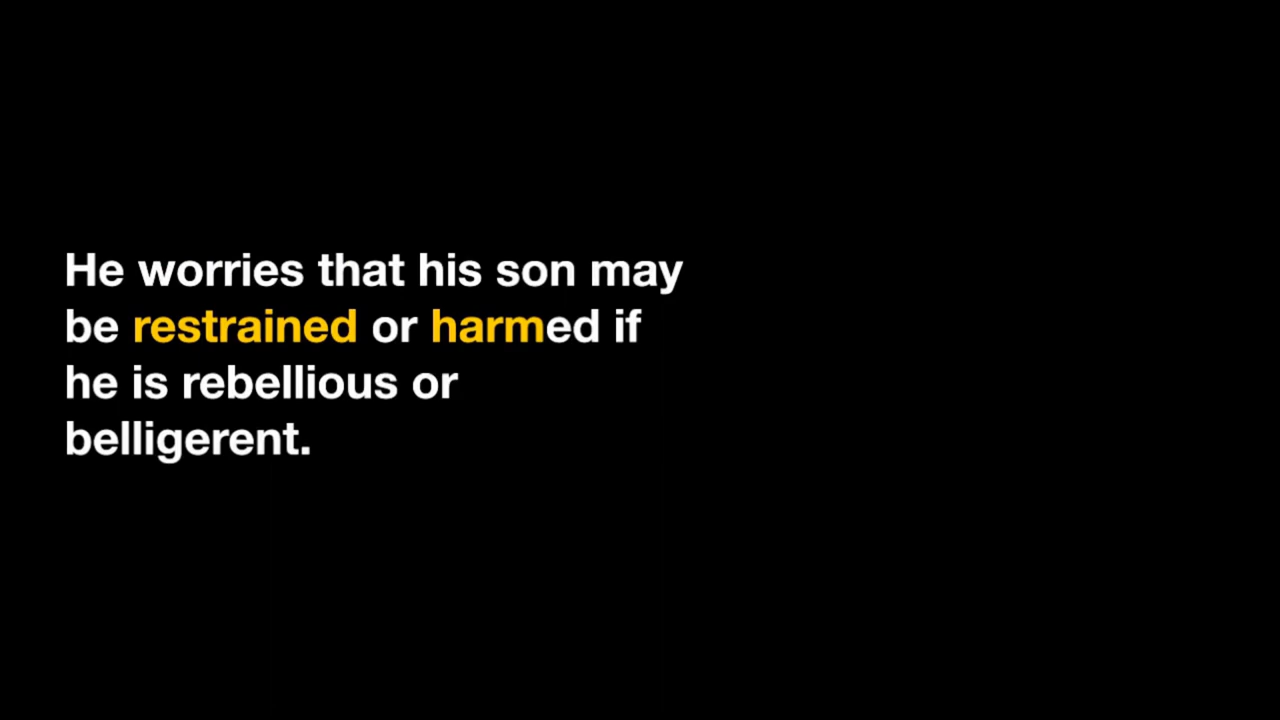 He worries that his son may
be restrained or harmed if
he is rebellious or
belligerent.